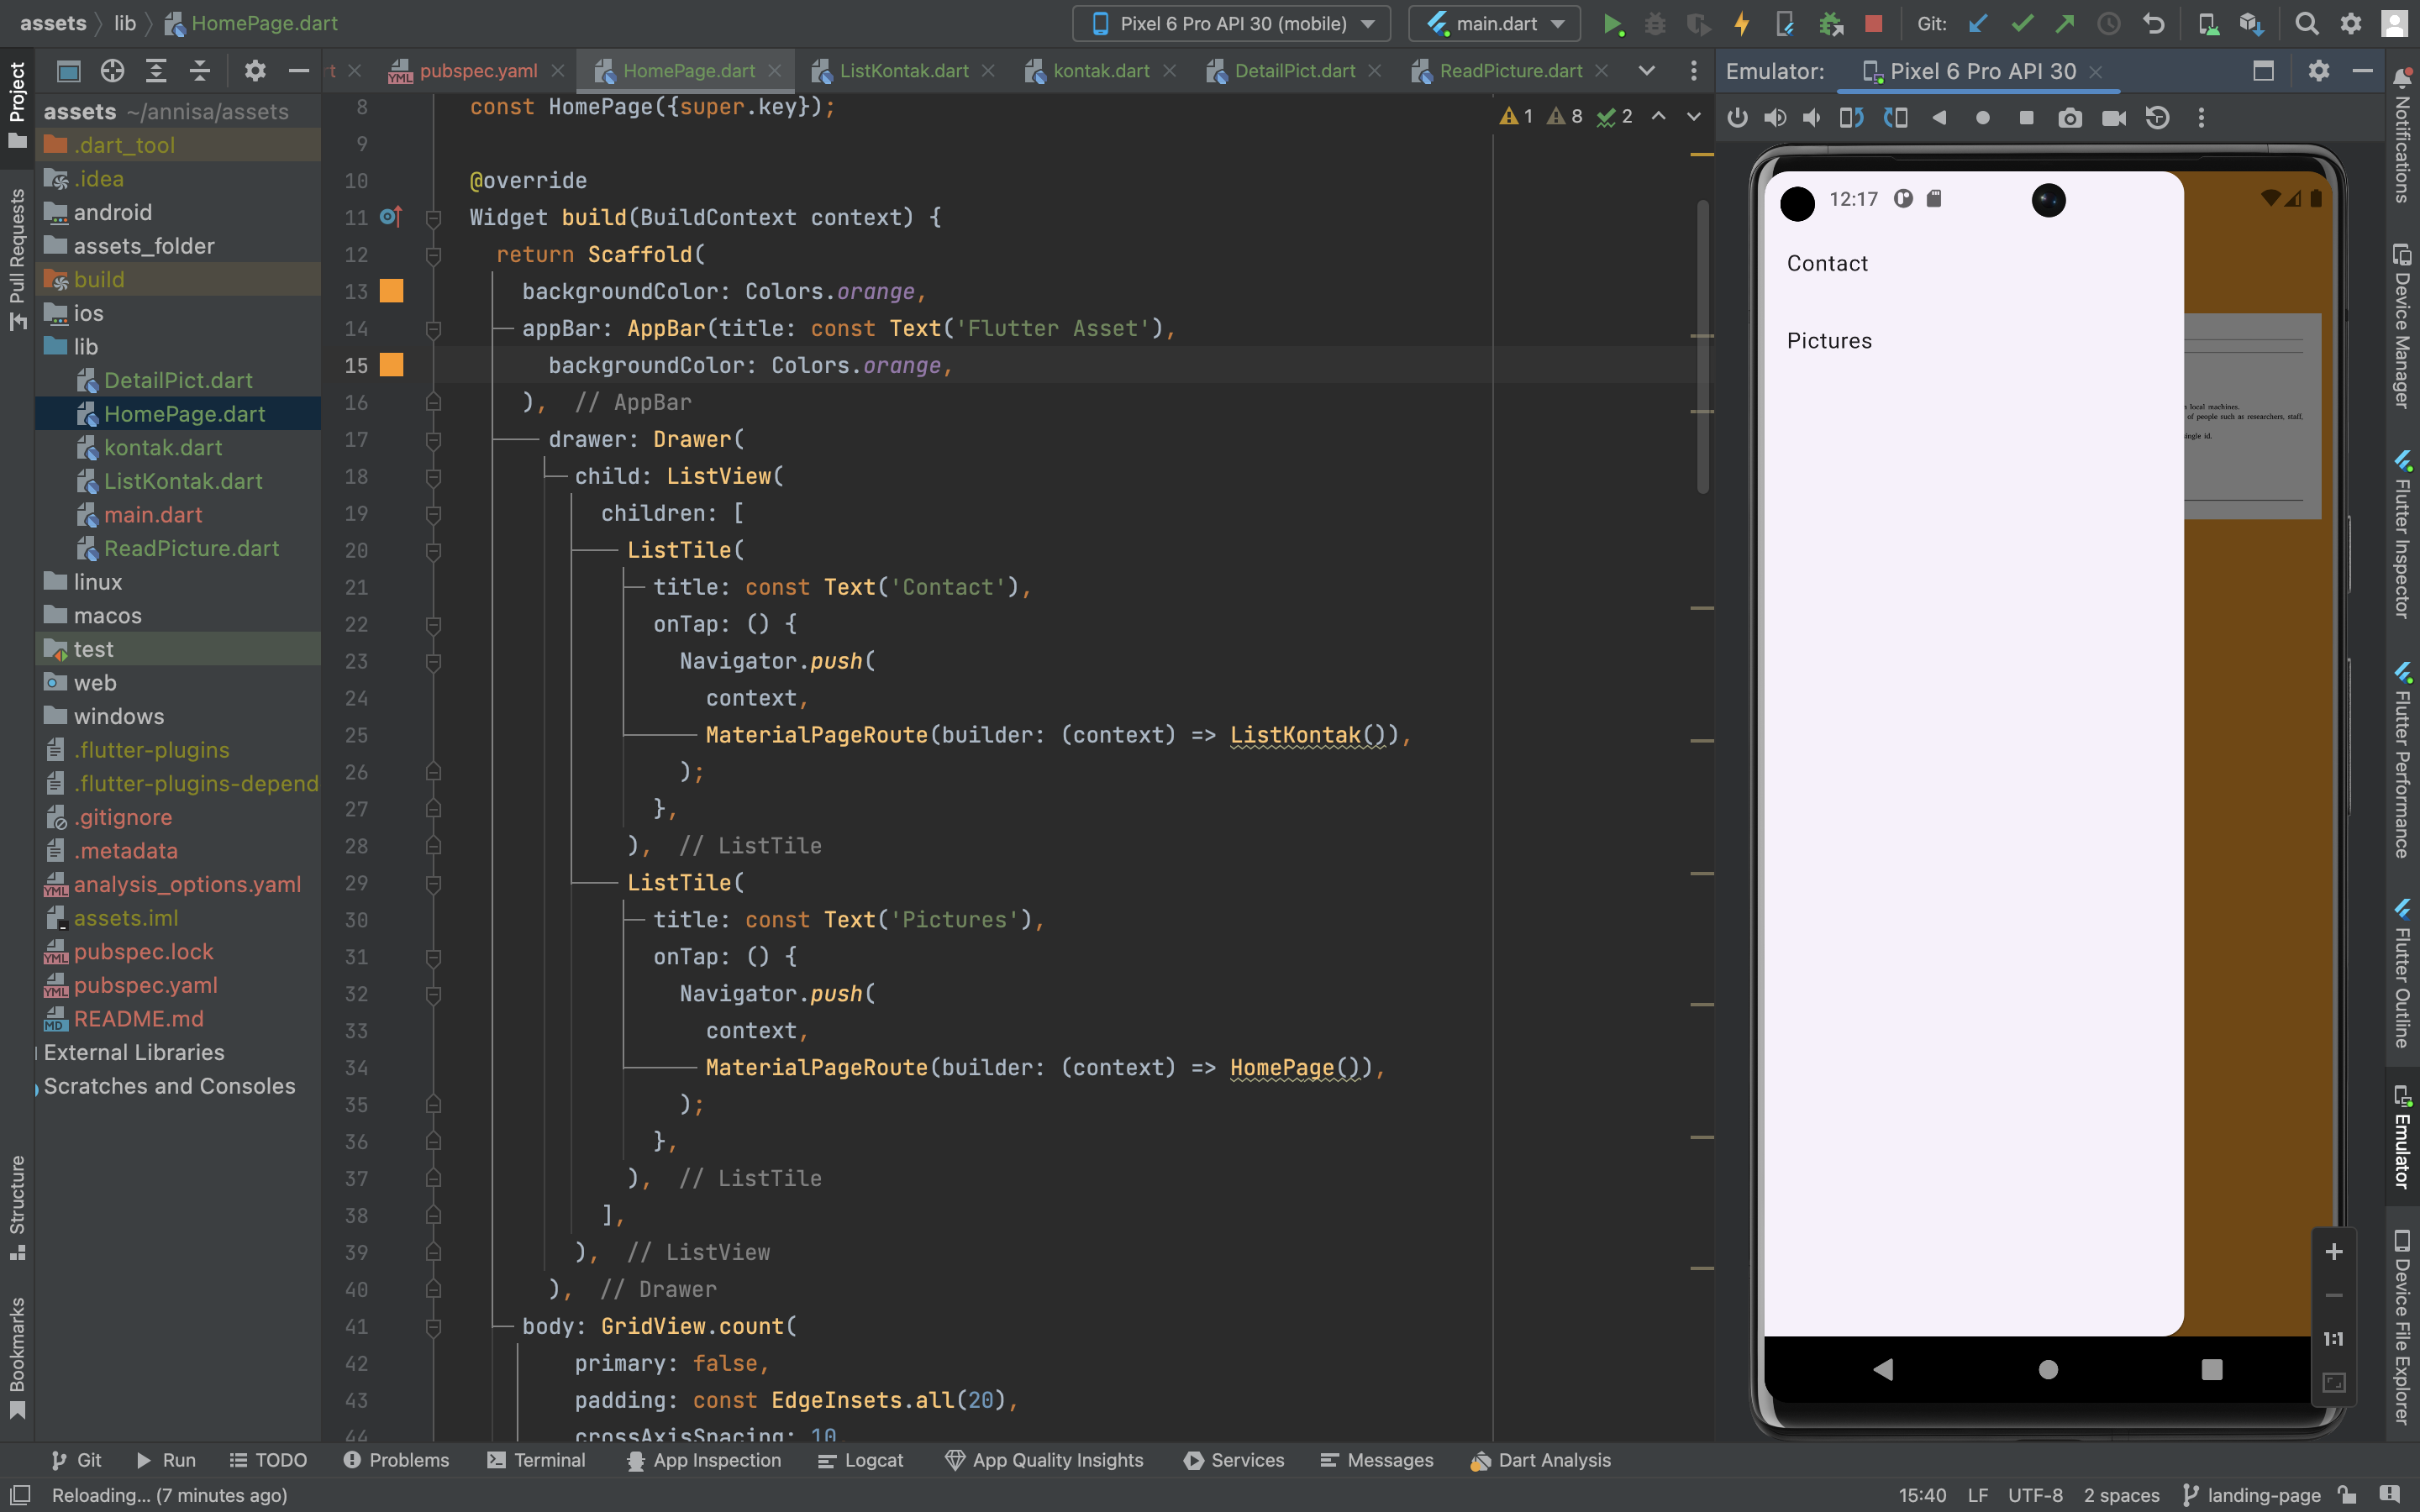 assets lib HomePage.dart Pixel 6 Pro API 30 (mobile) main.dart Git:
Project
Pull Requests
Structure
Bookmarks
assets ~/annisa/assets
.dart_tool
.idea
android
assets_folder
build
ios
lib
DetailPict.dart
HomePage.dart
kontak.dart
ListKontak.dart
main.dart
ReadPicture.dart
linux
macos
test
web
windows
.flutter-plugins
.flutter-plugins-depend
.gitignore
.metadata
analysis_options.yaml
assets.iml
pubspec.lock
pubspec.yaml
README.md
External Libraries
Scratches and Consoles
pubspec.yaml HomePage.dart ListKontak.dart kontak.dart DetailPict.dart ReadPicture.dart
1 8 2
8 const HomePage({super.key});
9
10 @override
11 Widget build(BuildContext context) {
12 return Scaffold(
13 backgroundColor: Colors.orange,
14 appBar: AppBar(title: const Text('Flutter Asset'),
15 backgroundColor: Colors.orange,
16 ), // AppBar
17 drawer: Drawer(
18 child: ListView(
19 children: [
20 ListTile(
21 title: const Text('Contact'),
22 onTap: () {
23 Navigator.push(
24 context,
25 MaterialPageRoute(builder: (context) => ListKontak()),
26 );
27 },
28 ), // ListTile
29 ListTile(
30 title: const Text('Pictures'),
31 onTap: () {
32 Navigator.push(
33 context,
34 MaterialPageRoute(builder: (context) => HomePage()),
35 );
36 },
37 ), // ListTile
38 ],
39 ), // ListView
40 ), // Drawer
41 body: GridView.count(
42 primary: false,
43 padding: const EdgeInsets.all(20),
44 crossAxisSpacing: 10
Emulator: Pixel 6 Pro API 30
12:17
Contact
Pictures
local machines.
of people such as researchers, staff,
single id.
1:1
Notifications
Device Manager
Flutter Inspector
Flutter Performance
Flutter Outline
Emulator
Device File Explorer
Git Run TODO Problems Terminal App Inspection Logcat App Quality Insights Services Messages Dart Analysis
Reloading... (7 minutes ago) 15:40 LF UTF-8 2 spaces landing-page